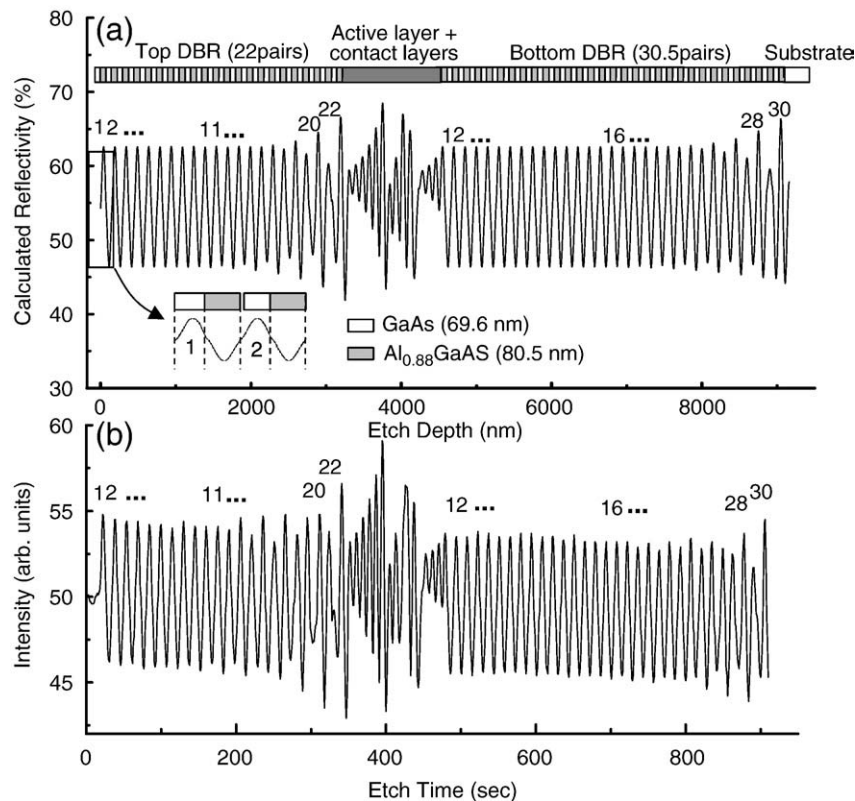 (a)
Active layer +
contact layers
Top DBR (22pairs)
Bottom DBR (30.5pairs)
Substrate
80
70
60
50
40
30
Calculated Reflectivity (%)
12 ...
11 ...
20
22
12 ...
16 ...
28
30
1
2
GaAs (69.6 nm)
Al0.88GaAS (80.5 nm)
0
2000
4000
6000
8000
Etch Depth (nm)
(b)
60
55
50
45
Intensity (arb. units)
12 ...
11 ...
20
22
12 ...
16 ...
28
30
0
200
400
600
800
Etch Time (sec)